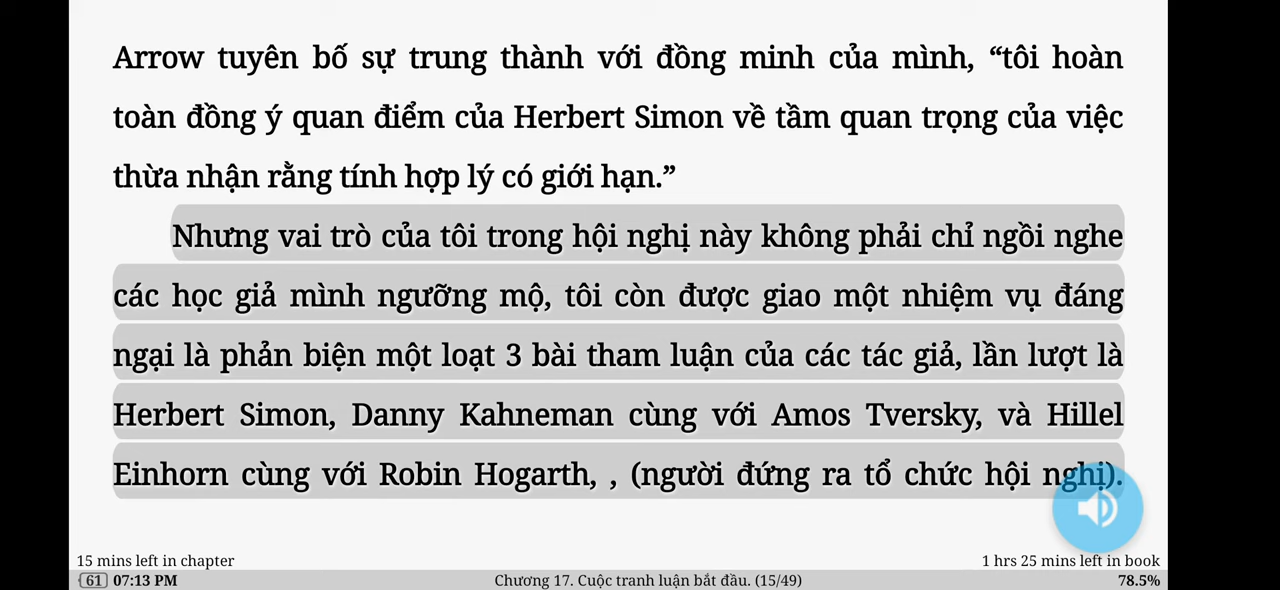 Arrow tuyên bố sự trung thành với đồng minh của mình, “tôi hoàn
toàn đồng ý quan điểm của Herbert Simon về tầm quan trọng của việc
thừa nhận rằng tính hợp lý có giới hạn.”
Nhưng vai trò của tôi trong hội nghị này không phải chỉ ngồi nghe
các học giả mình ngưỡng mộ, tôi còn được giao một nhiệm vụ đáng
ngại là phản biện một loạt 3 bài tham luận của các tác giả, lần lượt là
Herbert Simon, Danny Kahneman cùng với Amos Tversky, và Hillel
Einhorn cùng với Robin Hogarth, , (người đứng ra tổ chức hội nghị).
15 mins left in chapter 1 hrs 25 mins left in book
61 07:13 PM Chương 17. Cuộc tranh luận bắt đầu. (15/49) 78.5%